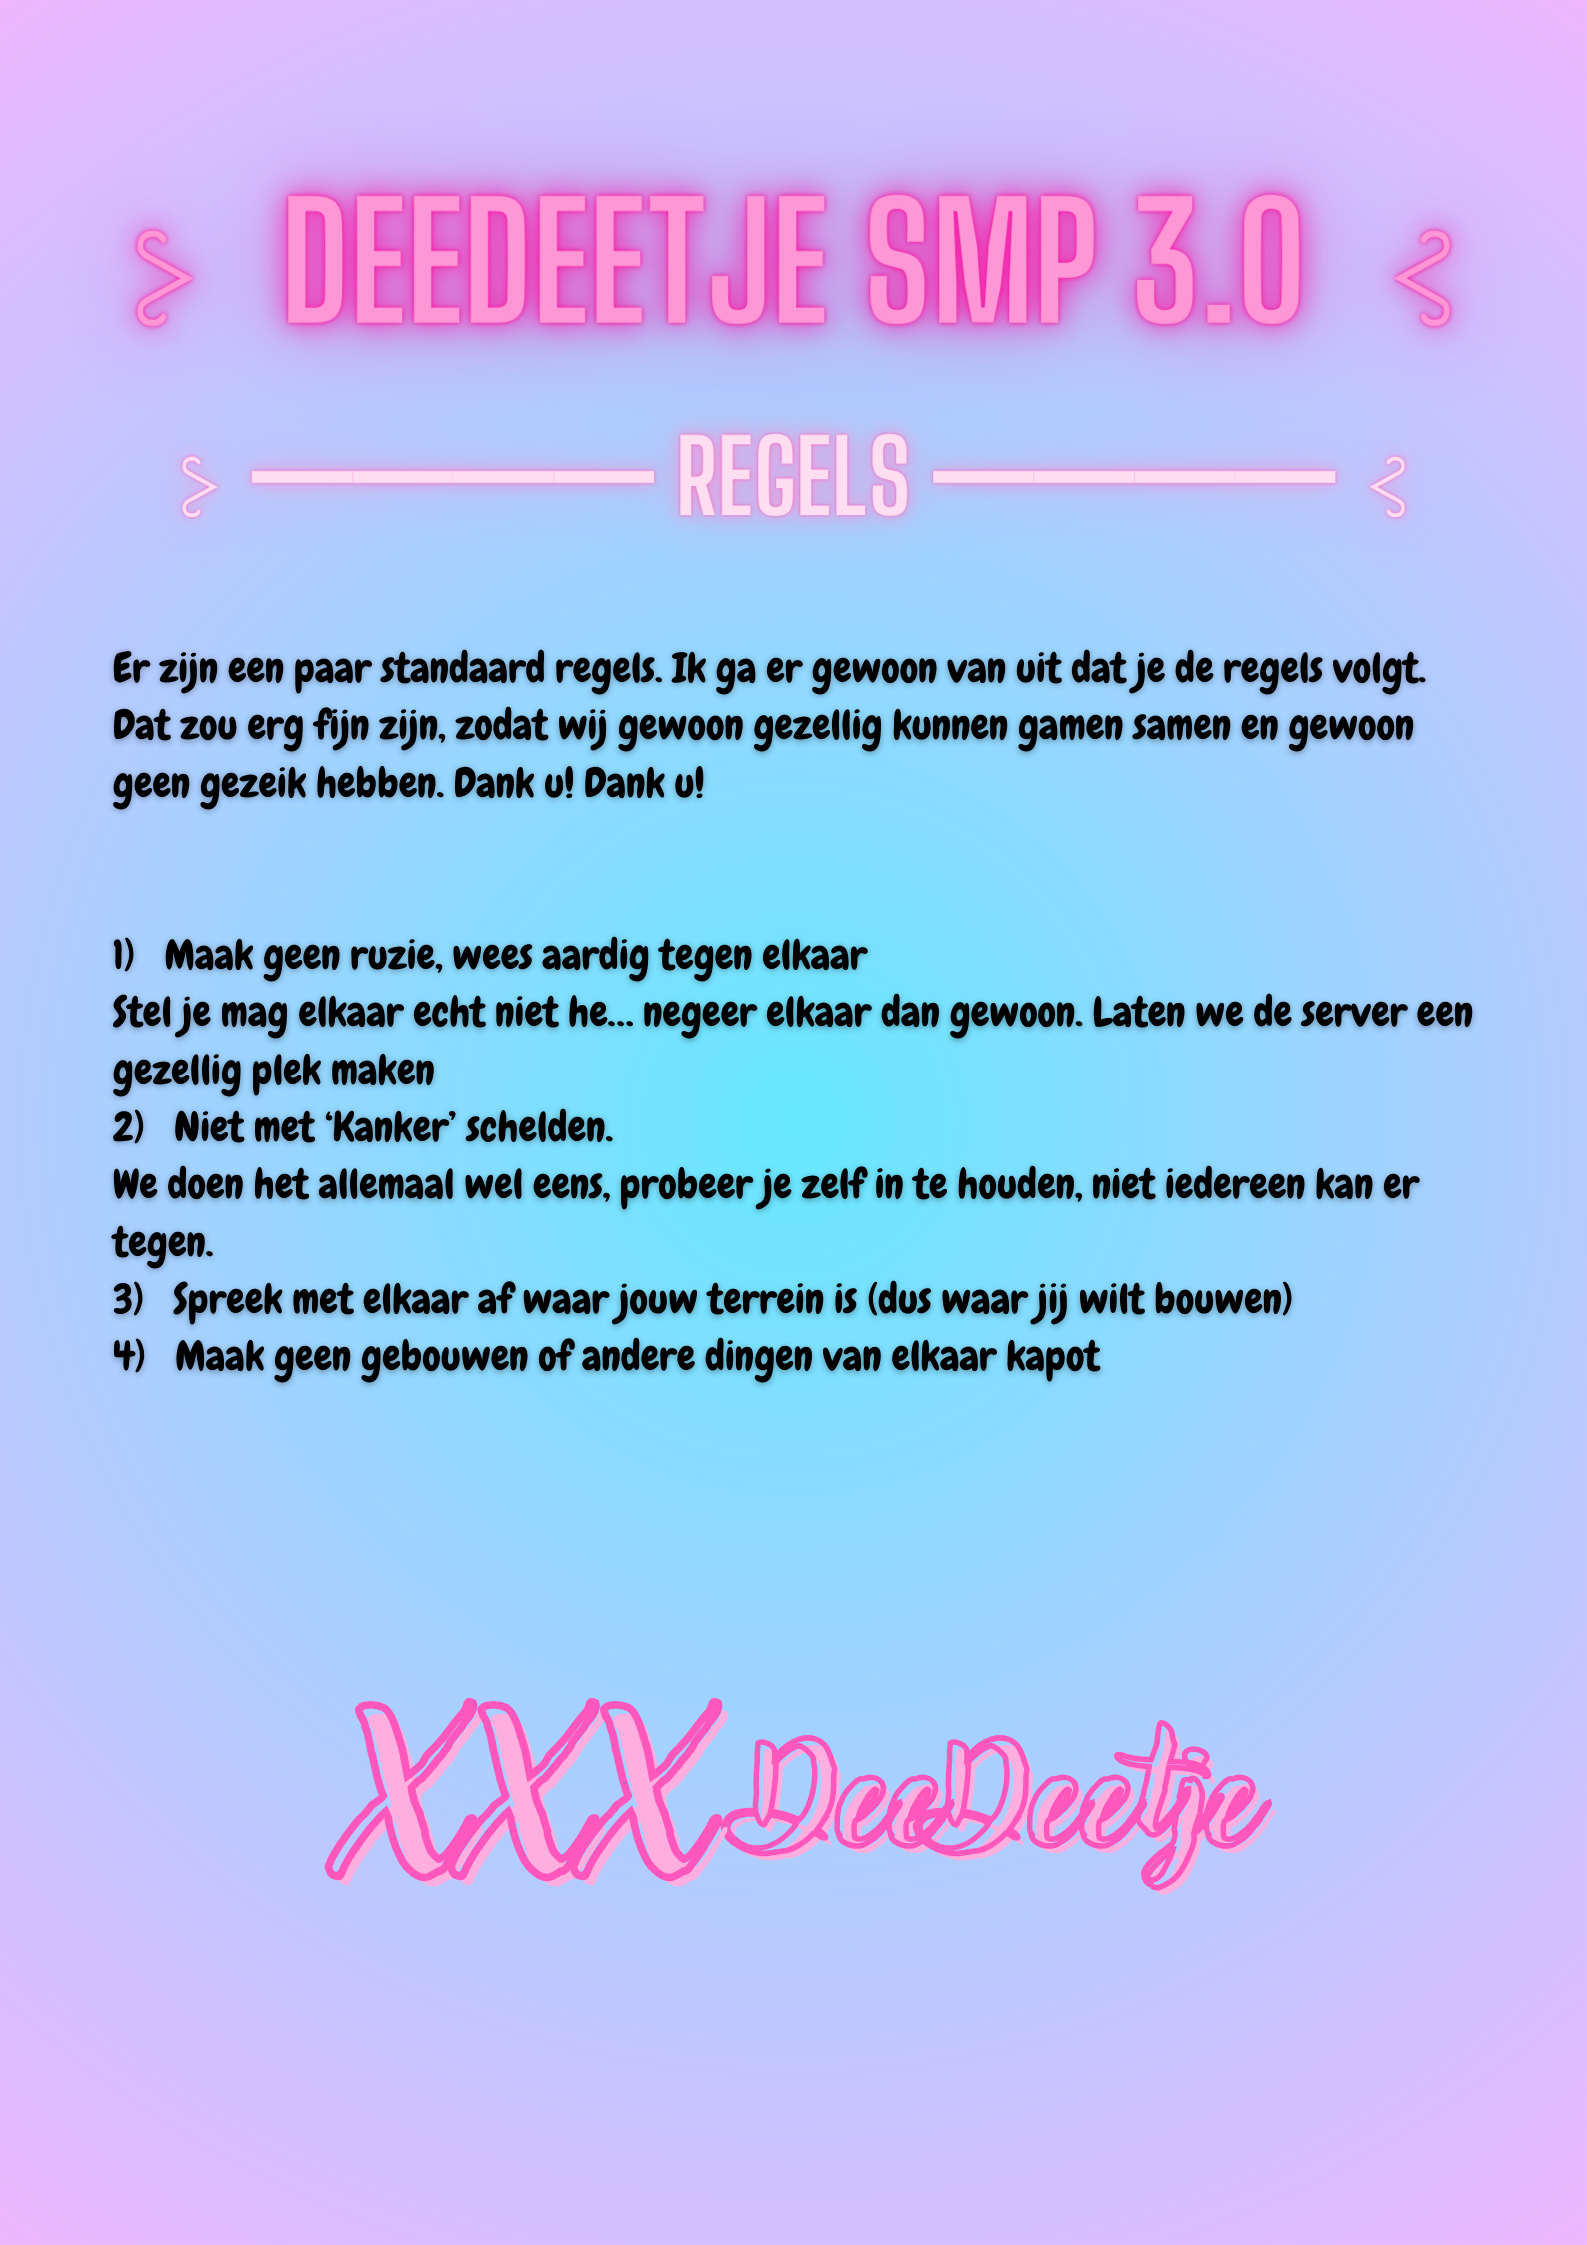 DEEDEETJE SMP 3.0
REGELS
Er zijn een paar standaard regels. Ik ga er gewoon van uit dat je de regels volgt.
Dat zou erg fijn zijn, zodat wij gewoon gezellig kunnen gamen samen en gewoon
geen gezeik hebben. Dank u! Dank u!
1) Maak geen ruzie, wees aardig tegen elkaar
Stel je mag elkaar echt niet he... negeer elkaar dan gewoon. Laten we de server een
gezellig plek maken
2) Niet met ‘Kanker’ schelden.
We doen het allemaal wel eens, probeer je zelf in te houden, niet iedereen kan er
tegen.
3) Spreek met elkaar af waar jouw terrein is (dus waar jij wilt bouwen)
4) Maak geen gebouwen of andere dingen van elkaar kapot
XXX DeeDeetje